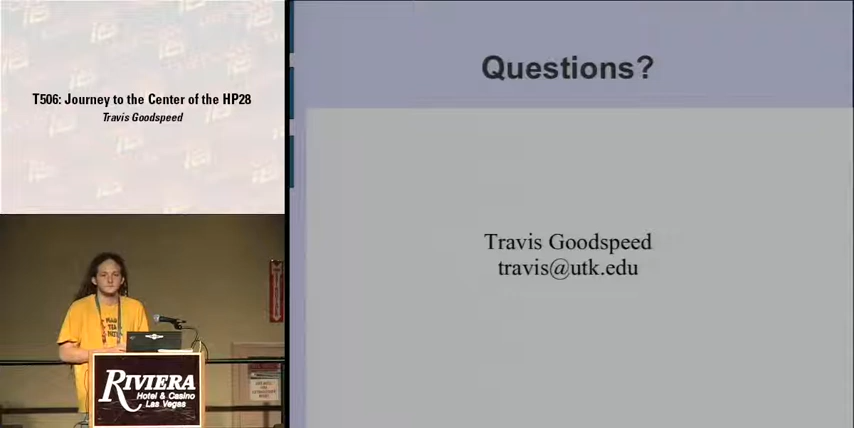 T506: Journey to the Center of the HP28
Travis Goodspeed
Questions?
Travis Goodspeed
travis@utk.edu
RIVIERA
Hotel & Casino
Las Vegas